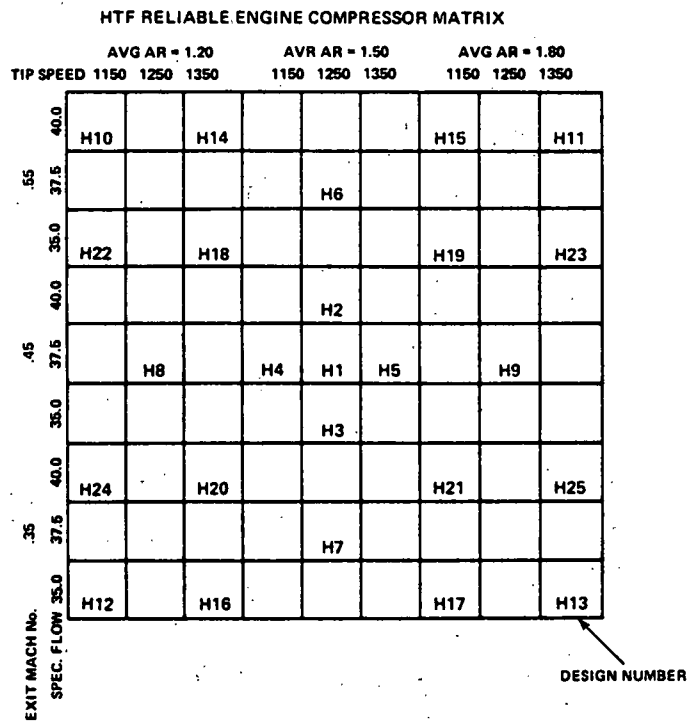 HTF RELIABLE ENGINE COMPRESSOR MATRIX
AVG AR = 1.20 AVR AR = 1.50 AVG AR = 1.80
TIP SPEED 1150 1250 1350 1150 1250 1350 1150 1250 1350
.55
40.0 H10 H14 H15 H11
37.5 H6
35.0 H22 H18 H19 H23
.45
40.0 H2
37.5 H8 H4 H1 H5 H9
35.0 H3
.35
40.0 H24 H20 H21 H25
37.5 H7
35.0 H12 H16 H17 H13
EXIT MACH No.
SPEC. FLOW
DESIGN NUMBER